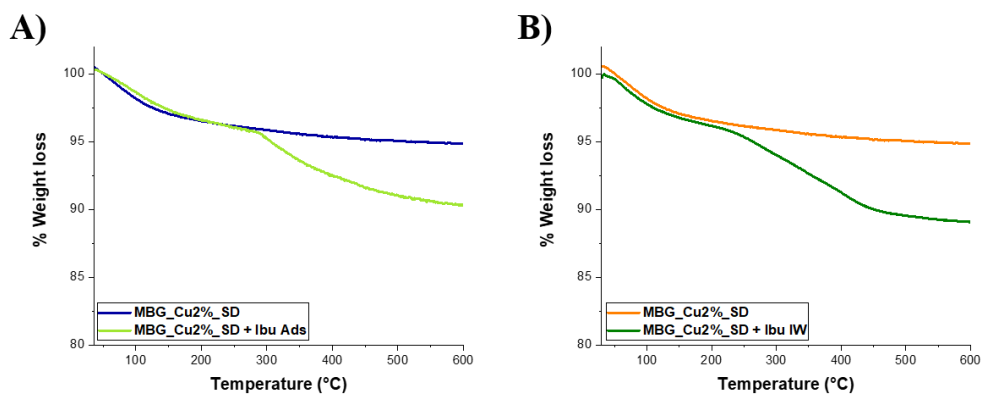 A)
% Weight loss
100
95
90
85
80
MBG_Cu2%_SD
MBG_Cu2%_SD + Ibu Ads
100 200 300 400 500 600
Temperature (°C)
B)
% Weight loss
100
95
90
85
80
MBG_Cu2%_SD
MBG_Cu2%_SD + Ibu IW
100 200 300 400 500 600
Temperature (°C)